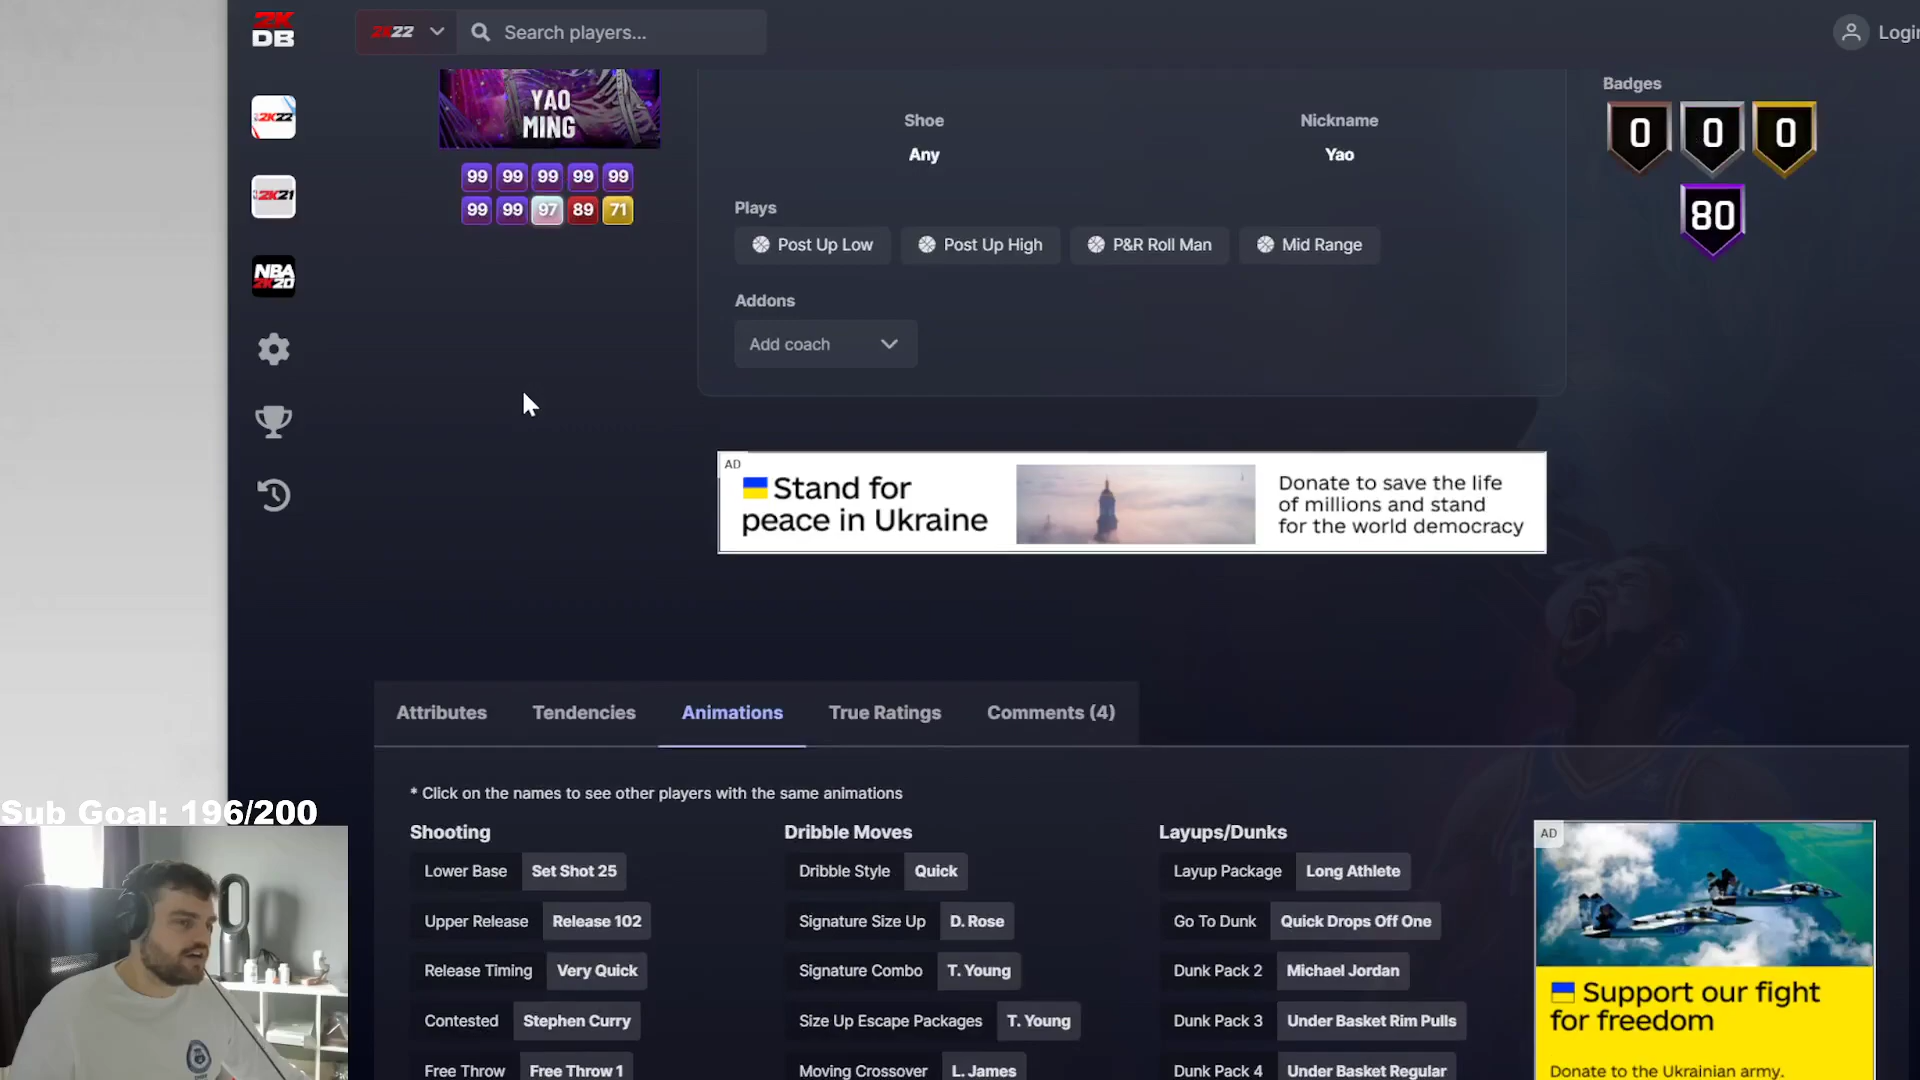 2K
DB
2K22
Search players...
Login
2K22
2K21
NBA
2K20
YAO
MING
99 99 99 99 99
99 99 97 89 71
Shoe
Any
Nickname
Yao
Plays
Post Up Low
Post Up High
P&R Roll Man
Mid Range
Addons
Add coach
Badges
0 0 0
80
AD
Stand for
peace in Ukraine
Donate to save the life
of millions and stand
for the world democracy
Attributes
Tendencies
Animations
True Ratings
Comments (4)
* Click on the names to see other players with the same animations
Shooting
Lower Base Set Shot 25
Upper Release Release 102
Release Timing Very Quick
Contested Stephen Curry
Free Throw Free Throw 1
Dribble Moves
Dribble Style Quick
Signature Size Up D. Rose
Signature Combo T. Young
Size Up Escape Packages T. Young
Moving Crossover L. James
Layups/Dunks
Layup Package Long Athlete
Go To Dunk Quick Drops Off One
Dunk Pack 2 Michael Jordan
Dunk Pack 3 Under Basket Rim Pulls
Dunk Pack 4 Under Basket Regular
AD
Support our fight
for freedom
Donate to the Ukrainian army.
Sub Goal: 196/200